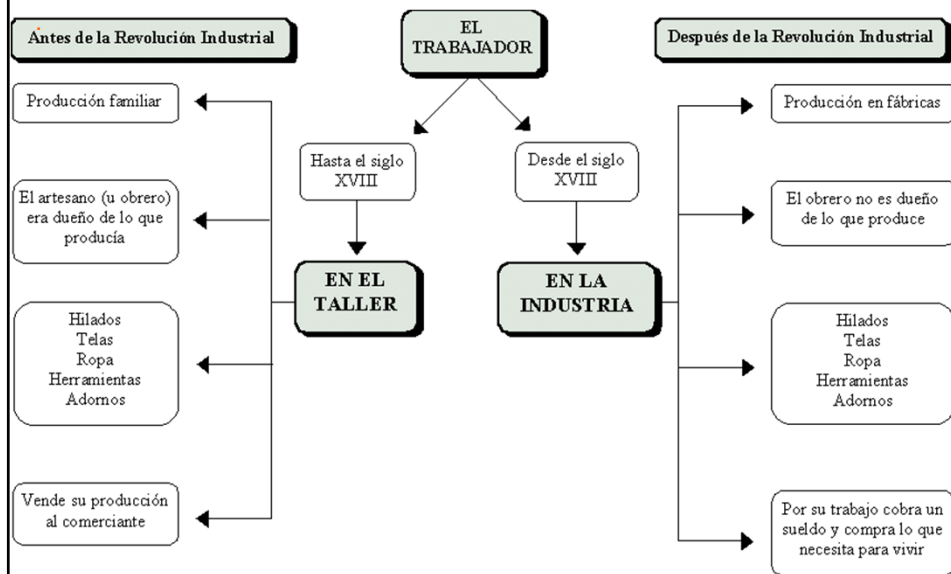 Antes de la Revolución Industrial
EL
TRABAJADOR
Después de la Revolución Industrial
Producción familiar
Hasta el siglo
XVIII
Desde el siglo
XVIII
Producción en fábricas
El artesano (u obrero)
era dueño de lo que
producía
El obrero no es dueño
de lo que produce
EN EL
TALLER
EN LA
INDUSTRIA
Hilados
Telas
Ropa
Herramientas
Adornos
Hilados
Telas
Ropa
Herramientas
Adornos
Vende su producción
al comerciante
Por su trabajo cobra un
sueldo y compra lo que
necesita para vivir